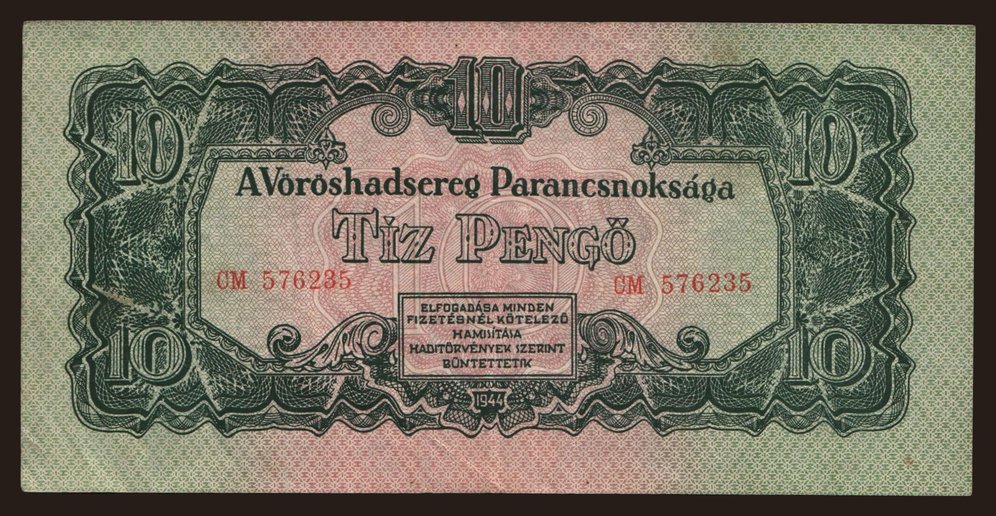 10
10 10
A Vöröshadsereg Parancsnoksága
TÍZ PENGŐ
CM 576235 CM 576235
ELFOGADÁSA MINDEN
FIZETÉSNÉL KÖTELEZŐ
HAMISÍTÁSA
HADITÖRVÉNYEK SZERINT
BÜNTETTETIK
10 10
1944